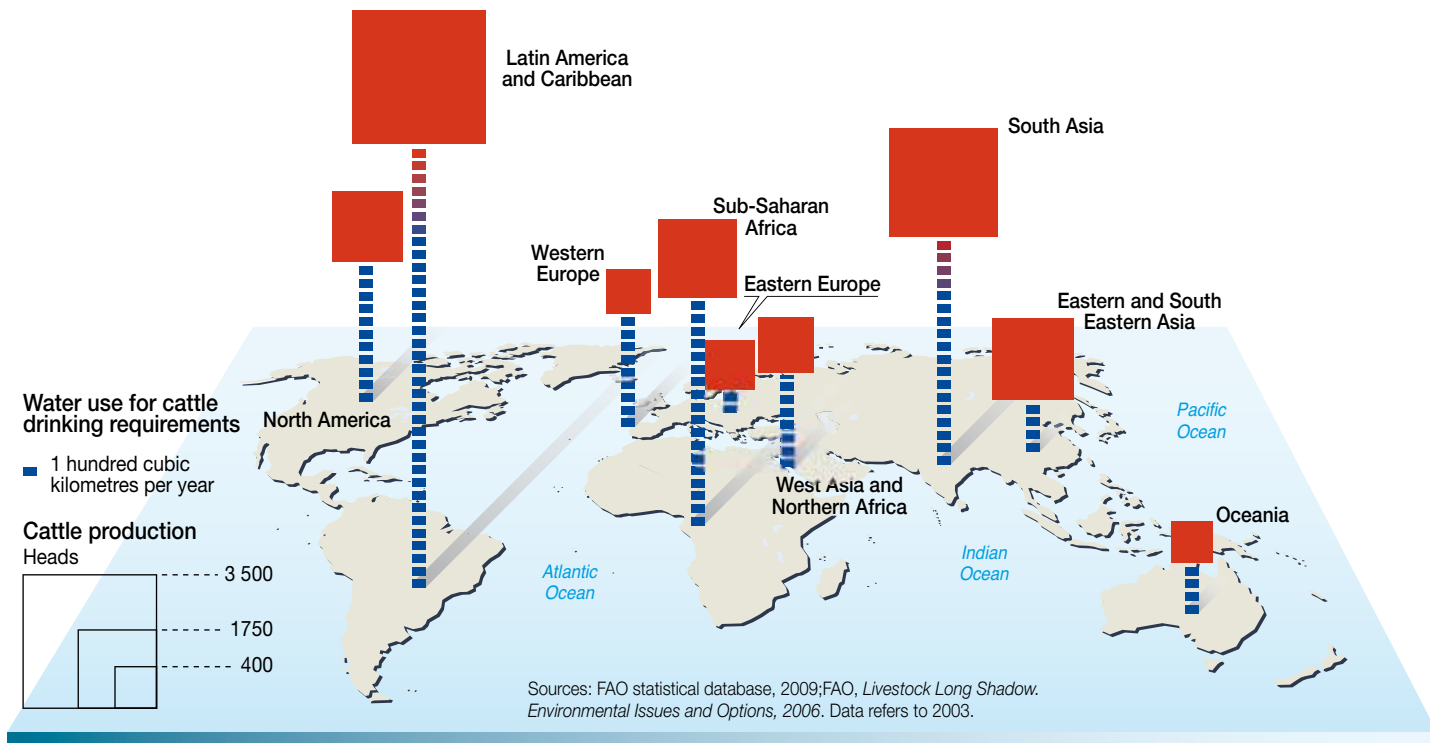 Latin America
and Caribbean
South Asia
Sub-Saharan
Africa
Western
Europe
Eastern Europe
Eastern and South
Eastern Asia
North America
Pacific
Ocean
West Asia and
Northern Africa
Oceania
Indian
Ocean
Atlantic
Ocean
Water use for cattle
drinking requirements
1 hundred cubic
kilometres per year
Cattle production
Heads
3 500
1750
400
Sources: FAO statistical database, 2009;FAO, Livestock Long Shadow.
Environmental Issues and Options, 2006. Data refers to 2003.